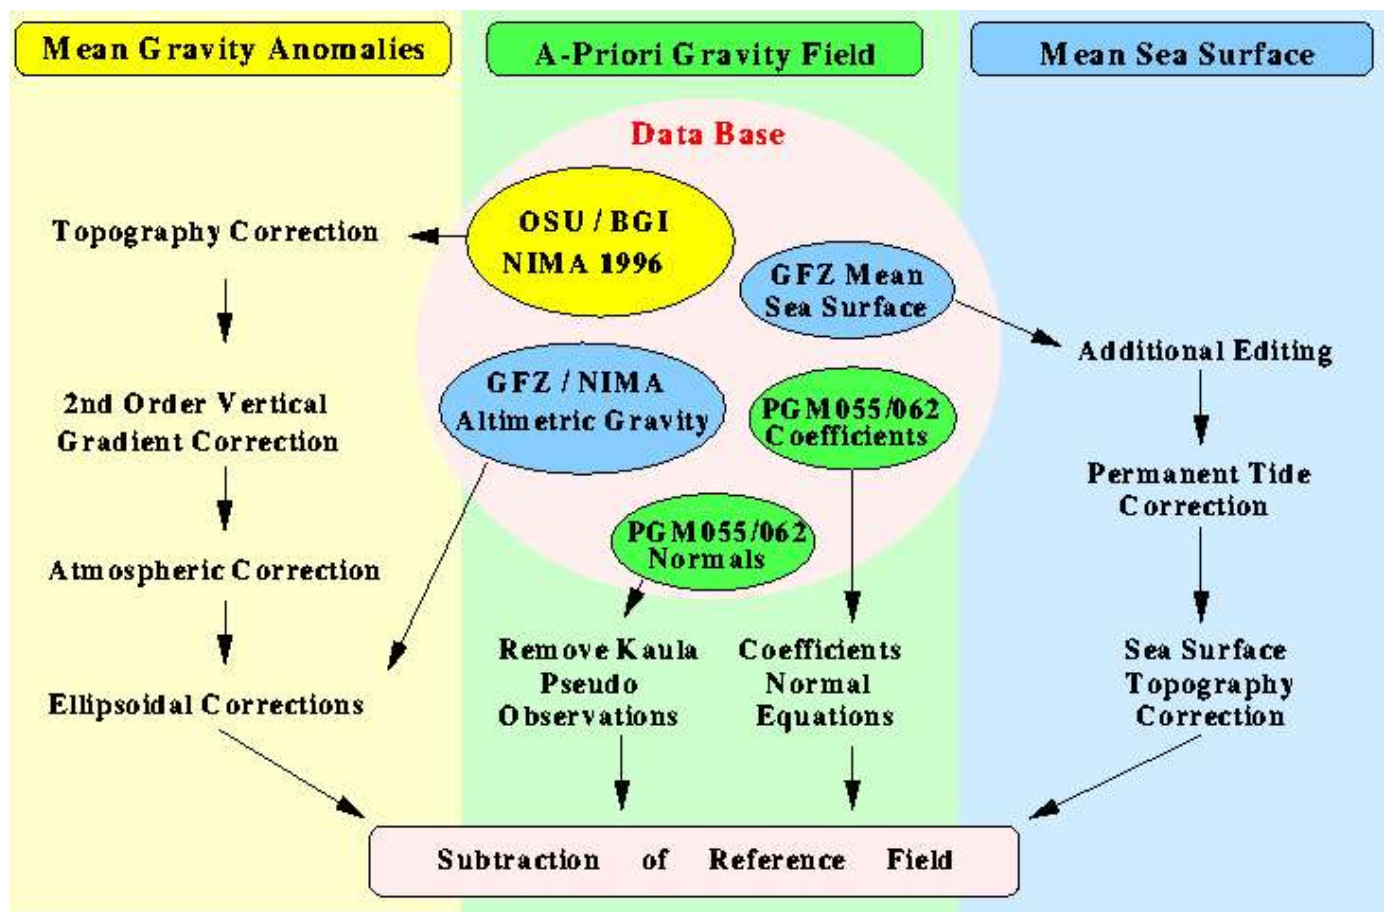 Mean Gravity Anomalies
A-Priori Gravity Field
Mean Sea Surface
Data Base
OSU / BGI
NIMA 1996
GFZ Mean
Sea Surface
GFZ / NIMA
Altimetric Gravity
PGM055/062
Coefficients
PGM055/062
Normals
Topography Correction
2nd Order Vertical
Gradient Correction
Atmospheric Correction
Ellipsoidal Corrections
Remove Kaula
Pseudo
Observations
Coefficients
Normal
Equations
Additional Editing
Permanent Tide
Correction
Sea Surface
Topography
Correction
Subtraction of Reference Field